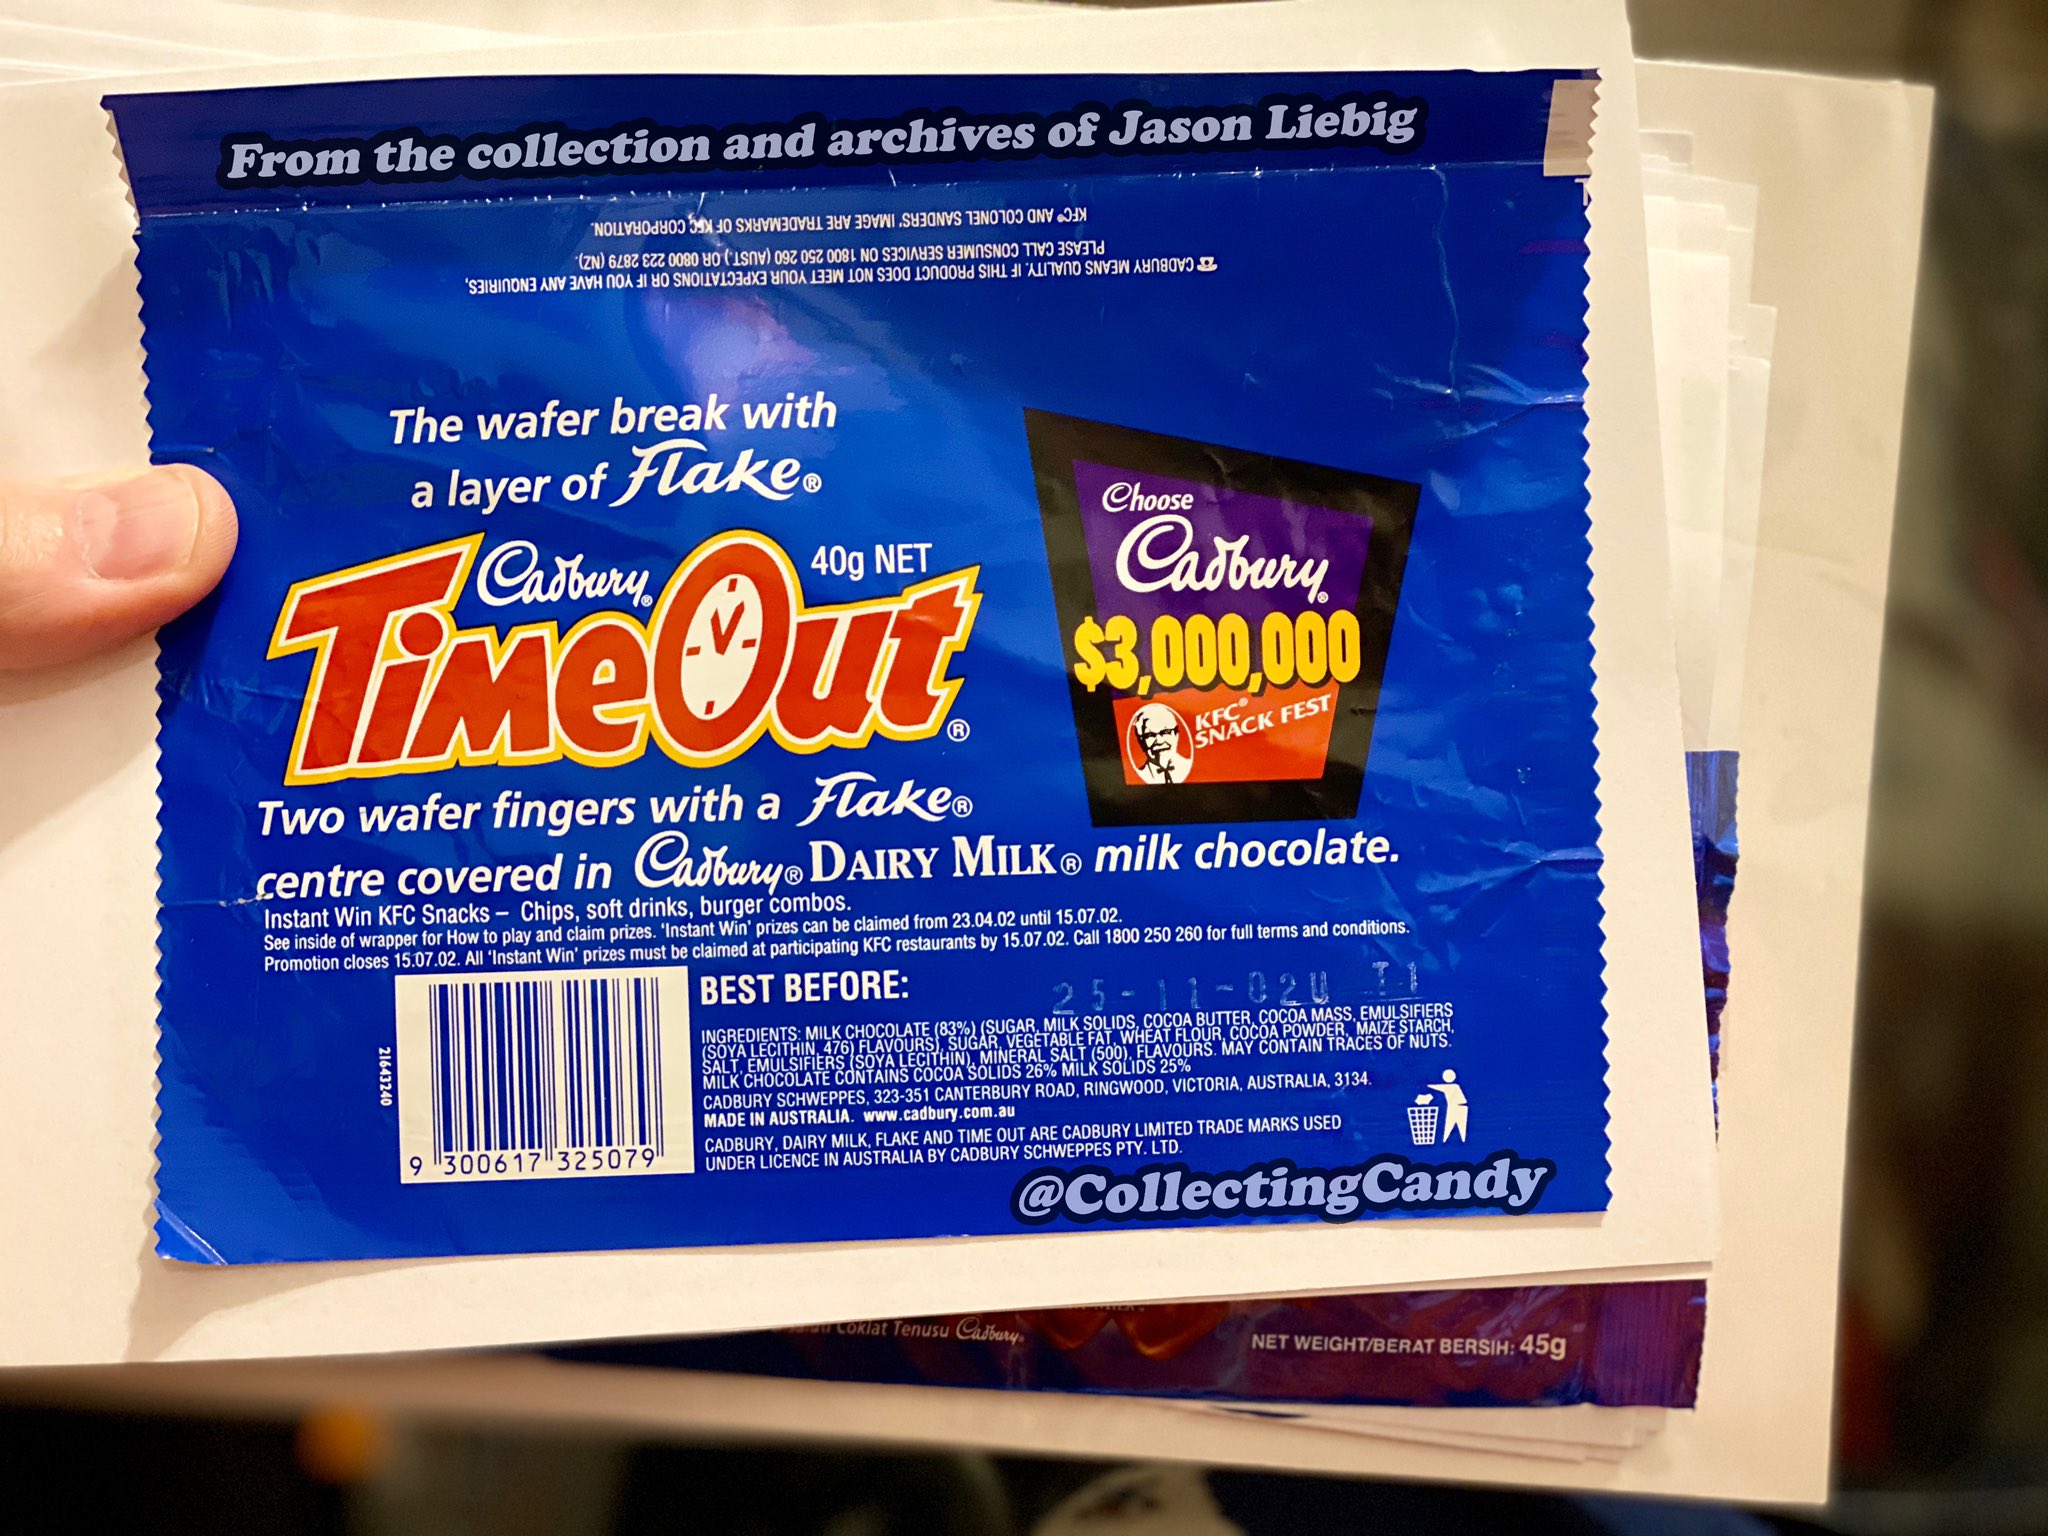 From the collection and archives of Jason Liebig
CADBURY MEANS QUALITY. IF THIS PRODUCT DOES NOT MEET YOUR EXPECTATIONS OR IF YOU HAVE ANY ENQUIRIES,
PLEASE CALL CONSUMER SERVICES ON 1800 250 260 (AUST.) OR 0800 223 2879 (NZ).
KFC® AND COLONEL SANDERS' IMAGE ARE TRADEMARKS OF KFC CORPORATION.
The wafer break with
a layer of Flake®
Cadbury® 40g NET
TimeOut®
Choose
Cadbury®
$3,000,000
KFC®
SNACK FEST
Two wafer fingers with a Flake®
centre covered in Cadbury® DAIRY MILK® milk chocolate.
Instant Win KFC Snacks – Chips, soft drinks, burger combos.
See inside of wrapper for How to play and claim prizes. 'Instant Win' prizes can be claimed from 23.04.02 until 15.07.02.
Promotion closes 15.07.02. All 'Instant Win' prizes must be claimed at participating KFC restaurants by 15.07.02. Call 1800 250 260 for full terms and conditions.
BEST BEFORE: 25-11-02U T1
INGREDIENTS: MILK CHOCOLATE (83%) (SUGAR, MILK SOLIDS, COCOA BUTTER, COCOA MASS, EMULSIFIERS
(SOYA LECITHIN, 476) FLAVOURS), SUGAR, VEGETABLE FAT, WHEAT FLOUR, COCOA POWDER, MAIZE STARCH,
SALT, EMULSIFIERS (SOYA LECITHIN), MINERAL SALT (500), FLAVOURS. MAY CONTAIN TRACES OF NUTS.
MILK CHOCOLATE CONTAINS COCOA SOLIDS 26% MILK SOLIDS 25%
CADBURY SCHWEPPES, 323-351 CANTERBURY ROAD, RINGWOOD, VICTORIA, AUSTRALIA, 3134.
MADE IN AUSTRALIA. www.cadbury.com.au
CADBURY, DAIRY MILK, FLAKE AND TIME OUT ARE CADBURY LIMITED TRADE MARKS USED
UNDER LICENCE IN AUSTRALIA BY CADBURY SCHWEPPES PTY. LTD.
21643240
9 300617 325079
@CollectingCandy
Coklat Tenusu Cadbury
NET WEIGHT/BERAT BERSIH: 45g